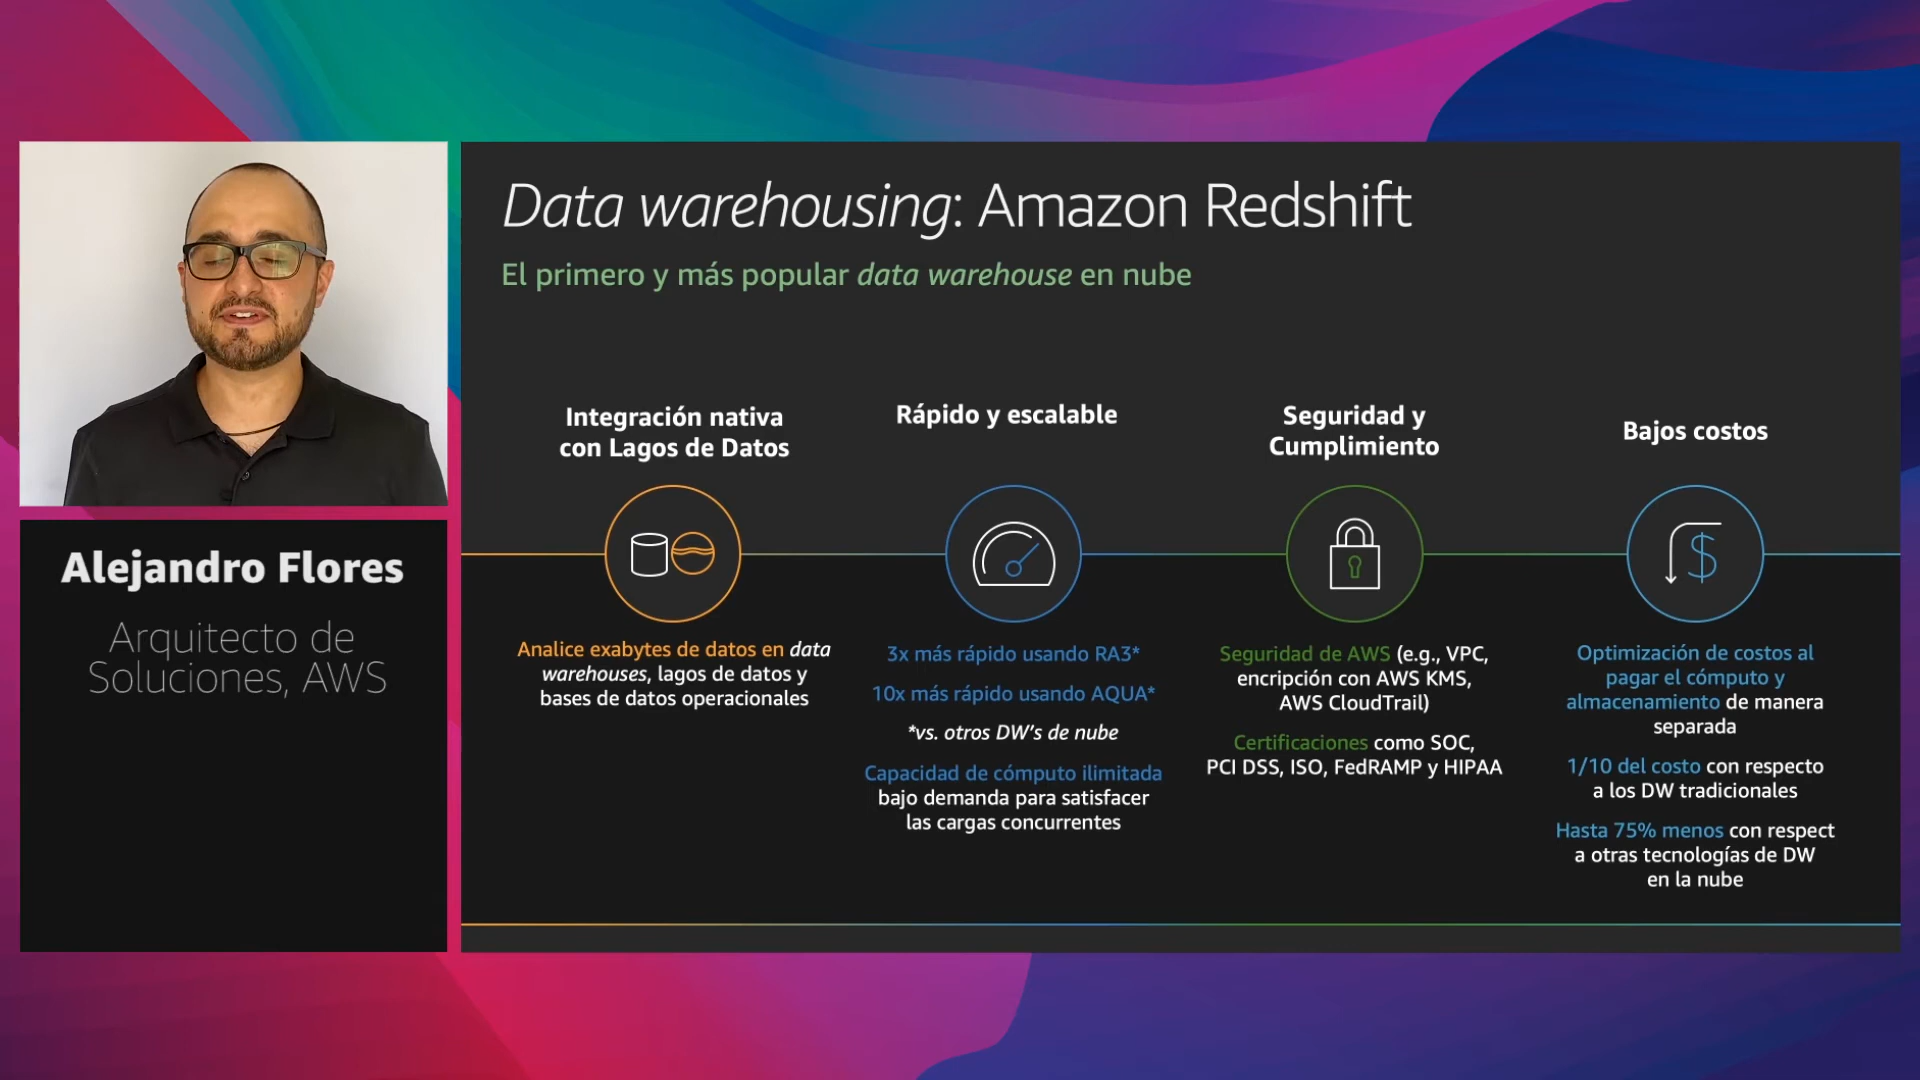 Alejandro Flores
Arquitecto de
Soluciones, AWS
Data warehousing: Amazon Redshift
El primero y más popular data warehouse en nube
Integración nativa
con Lagos de Datos
Analice exabytes de datos en data
warehouses, lagos de datos y
bases de datos operacionales
Rápido y escalable
3x más rápido usando RA3*
10x más rápido usando AQUA*
*vs. otros DW's de nube
Capacidad de cómputo ilimitada
bajo demanda para satisfacer
las cargas concurrentes
Seguridad y
Cumplimiento
Seguridad de AWS (e.g., VPC,
encripción con AWS KMS,
AWS CloudTrail)
Certificaciones como SOC,
PCI DSS, ISO, FedRAMP y HIPAA
Bajos costos
$
Optimización de costos al
pagar el cómputo y
almacenamiento de manera
separada
1/10 del costo con respecto
a los DW tradicionales
Hasta 75% menos con respect
a otras tecnologías de DW
en la nube